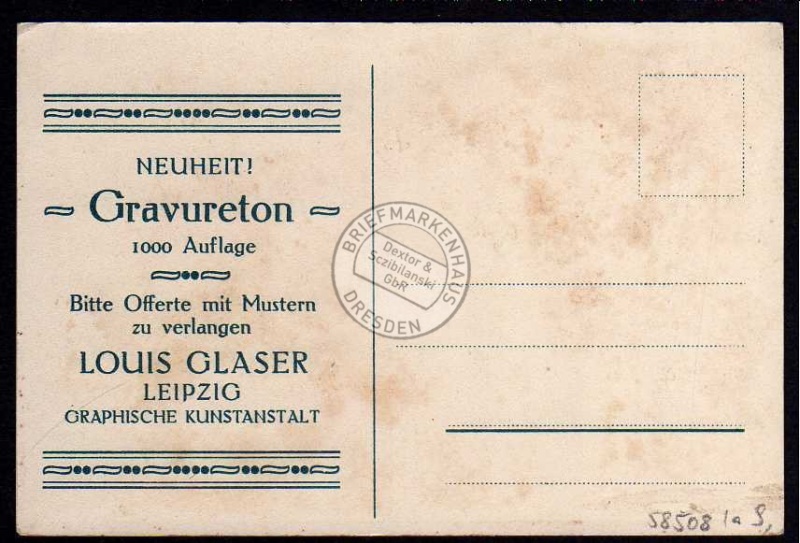 NEUHEIT!
~ Gravureton ~
1000 Auflage
Bitte Offerte mit Mustern
zu verlangen
LOUIS GLASER
LEIPZIG
GRAPHISCHE KUNSTANSTALT
BRIEFMARKENHAUS
Dextor &
Sczibilanski
GbR
DRESDEN
58508